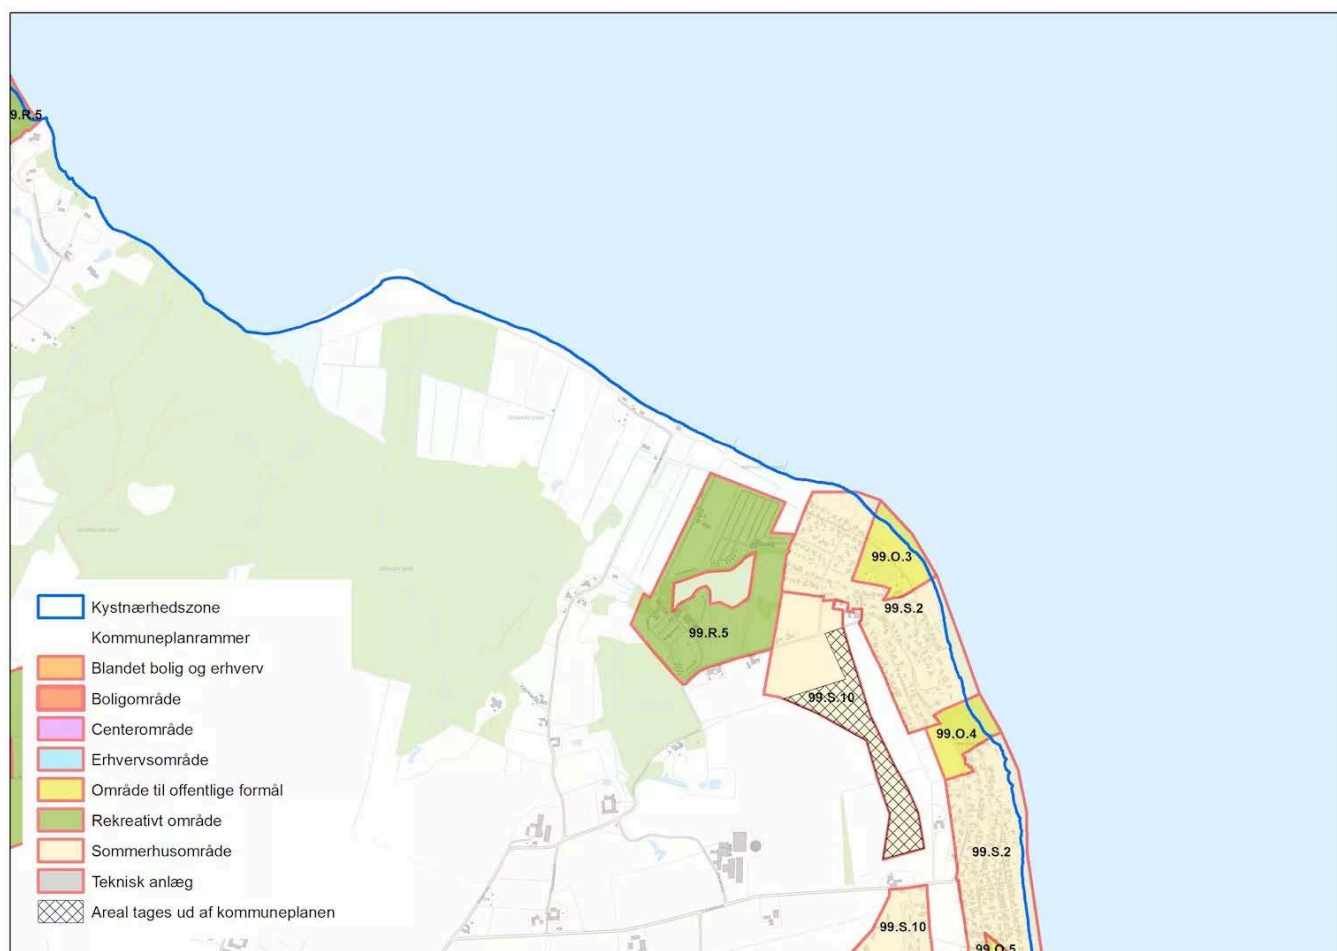 9.R.5
99.O.3
99.S.2
99.R.5
99.S.10
99.O.4
99.S.2
99.S.10
99.O.5
Kystnærhedszone
Kommuneplanrammer
Blandet bolig og erhverv
Boligområde
Centerområde
Erhvervsområde
Område til offentlige formål
Rekreativt område
Sommerhusområde
Teknisk anlæg
Areal tages ud af kommuneplanen